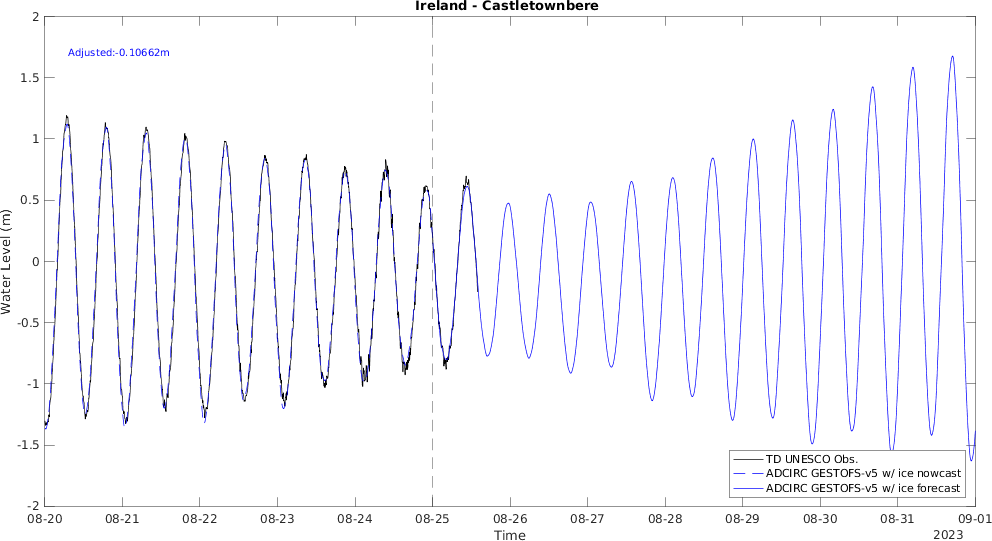 Ireland - Castletownbere
Adjusted:-0.10662m
2
1.5
1
0.5
0
-0.5
-1
-1.5
-2
Water Level (m)
TD UNESCO Obs.
ADCIRC GESTOFS-v5 w/ ice nowcast
ADCIRC GESTOFS-v5 w/ ice forecast
08-20 08-21 08-22 08-23 08-24 08-25 08-26 08-27 08-28 08-29 08-30 08-31 09-01
Time
2023